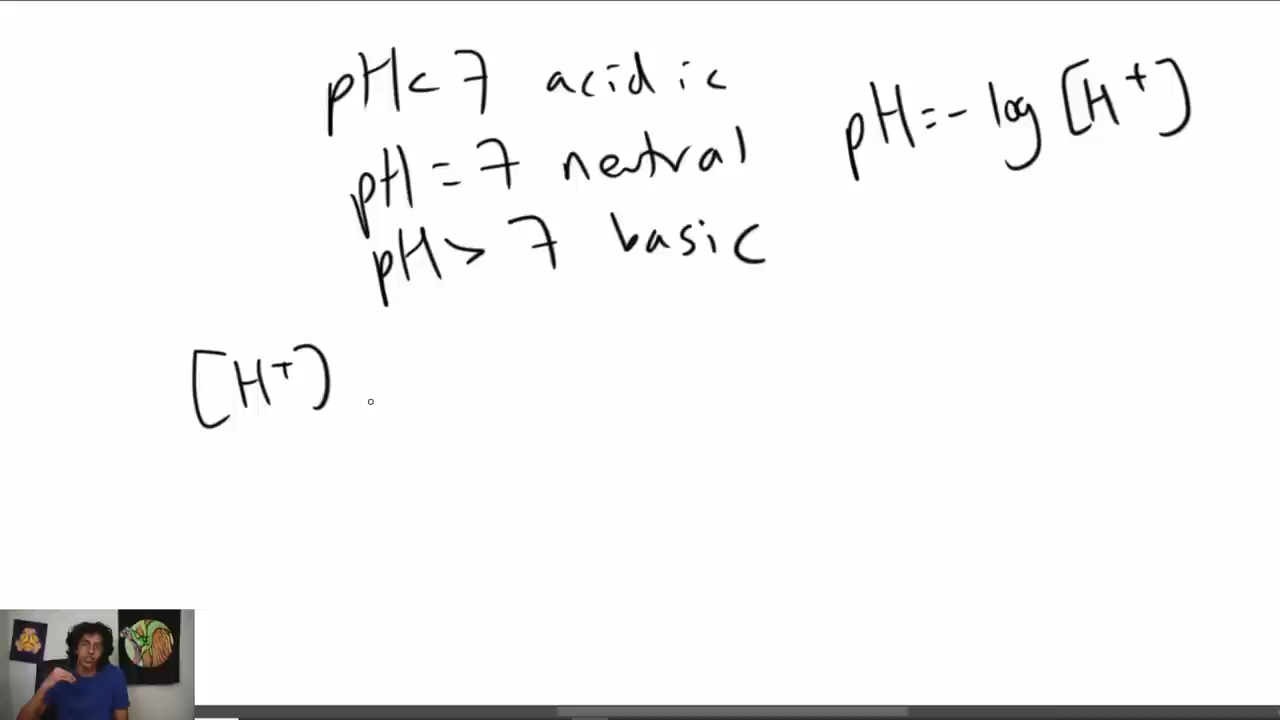 pH < 7 acidic
pH = 7 neutral
pH > 7 basic
pH = - log [H+]
[H+]